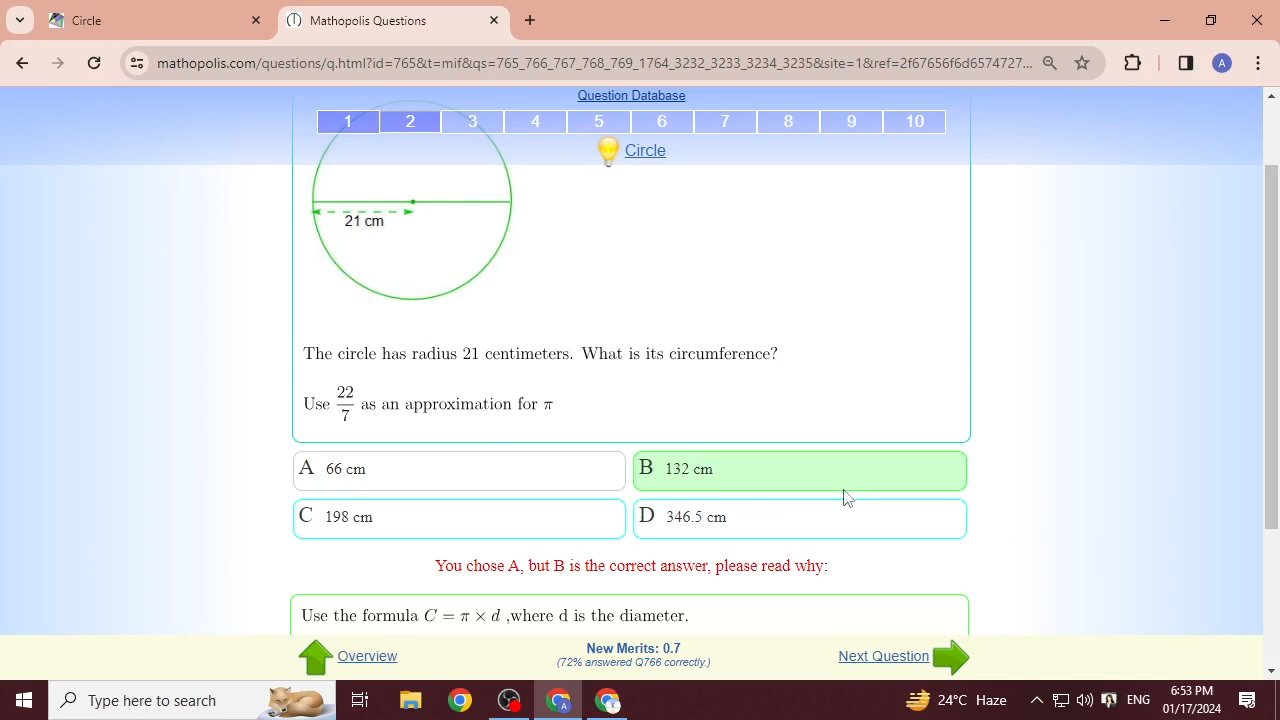 Circle
Mathopolis Questions
mathopolis.com/questions/q.html?id=765&t=mif&qs=765_766_767_768_769_1764_3232_3233_3234_3235&site=1&ref=2f67656f6d6574727...
A
Question Database
1 2 3 4 5 6 7 8 9 10
Circle
21 cm
The circle has radius 21 centimeters. What is its circumference?
Use 22/7 as an approximation for π
A 66 cm
B 132 cm
C 198 cm
D 346.5 cm
You chose A, but B is the correct answer, please read why:
Use the formula C = π × d ,where d is the diameter.
Overview
New Merits: 0.7
(72% answered Q766 correctly.)
Next Question
Type here to search
A
24°C Haze
ENG
6:53 PM
01/17/2024